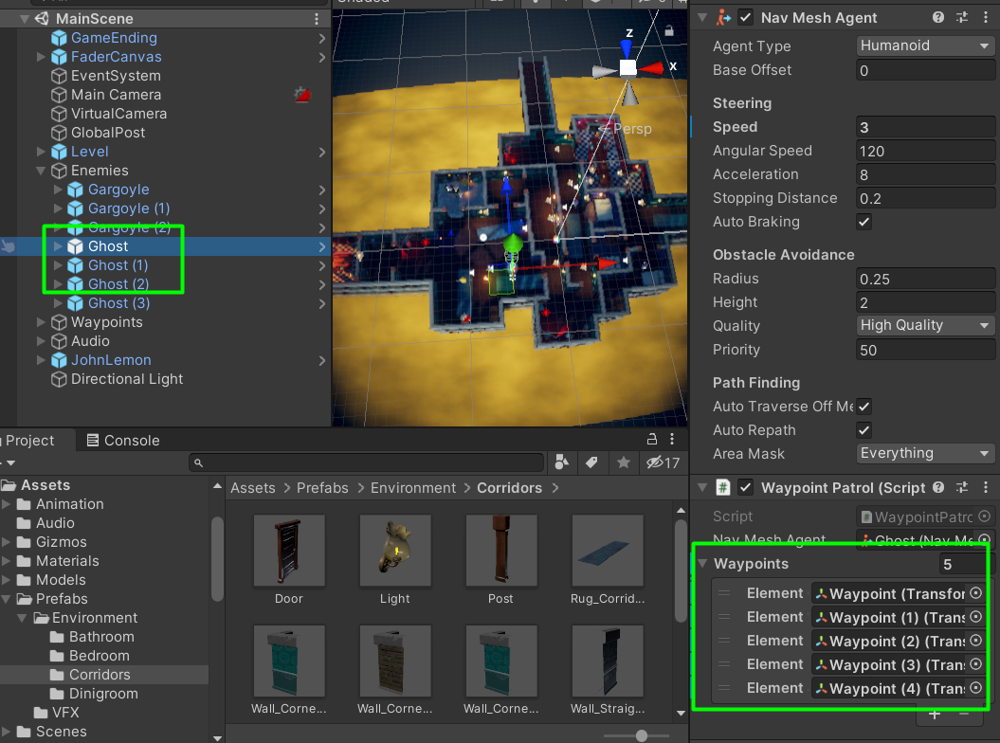 MainScene
GameEnding
FaderCanvas
EventSystem
Main Camera
VirtualCamera
GlobalPost
Level
Enemies
Gargoyle
Gargoyle (1)
Gargoyle (2)
Ghost
Ghost (1)
Ghost (2)
Ghost (3)
Waypoints
Audio
JohnLemon
Directional Light
z
x
Persp
Nav Mesh Agent
Agent Type Humanoid
Base Offset 0
Steering
Speed 3
Angular Speed 120
Acceleration 8
Stopping Distance 0.2
Auto Braking
Obstacle Avoidance
Radius 0.25
Height 2
Quality High Quality
Priority 50
Path Finding
Auto Traverse Off Me
Auto Repath
Area Mask Everything
Waypoint Patrol (Script
Script WaypointPatro
Nav Mesh Agent Ghost (Nav Me
Waypoints 5
Element Waypoint (Transfor
Element Waypoint (1) (Trans
Element Waypoint (2) (Trans
Element Waypoint (3) (Trans
Element Waypoint (4) (Trans
Project Console
17
Assets
Animation
Audio
Gizmos
Materials
Models
Prefabs
Environment
Bathroom
Bedroom
Corridors
Dinigroom
VFX
Scenes
Assets > Prefabs > Environment > Corridors >
Door Light Post Rug_Corrid...
Wall_Corne... Wall_Corne... Wall_Corne... Wall_Straig...